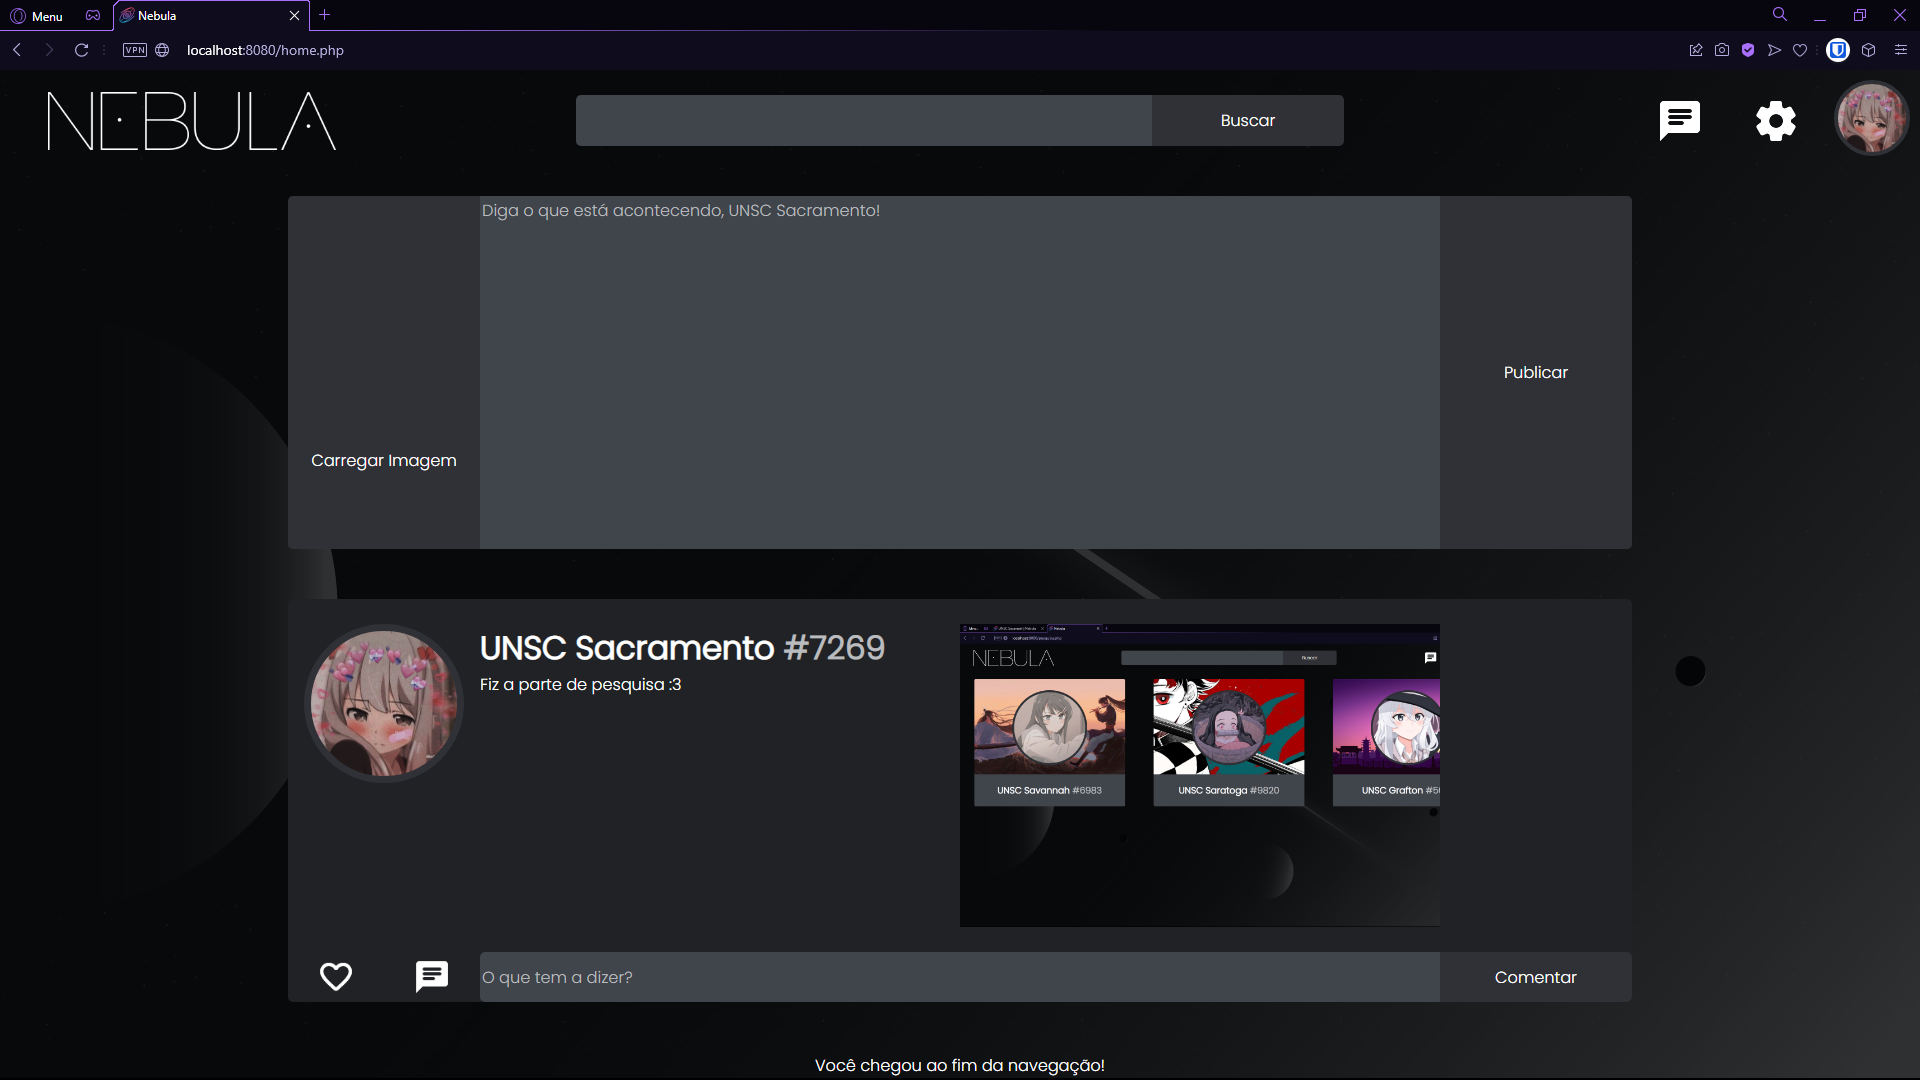 Menu
Nebula
VPN
localhost:8080/home.php
NEBULA
Buscar
Diga o que está acontecendo, UNSC Sacramento!
Carregar Imagem
Publicar
UNSC Sacramento #7269
Fiz a parte de pesquisa :3
NEBULA
Buscar
UNSC Savannah #6983
UNSC Saratoga #9820
UNSC Grafton
O que tem a dizer?
Comentar
Você chegou ao fim da navegação!